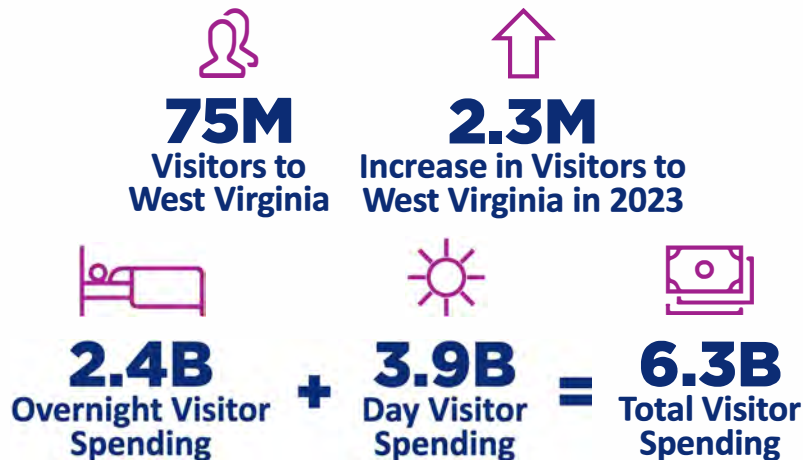 75M
Visitors to
West Virginia
2.3M
Increase in Visitors to
West Virginia in 2023
2.4B
Overnight Visitor
Spending
+
3.9B
Day Visitor
Spending
=
6.3B
Total Visitor
Spending